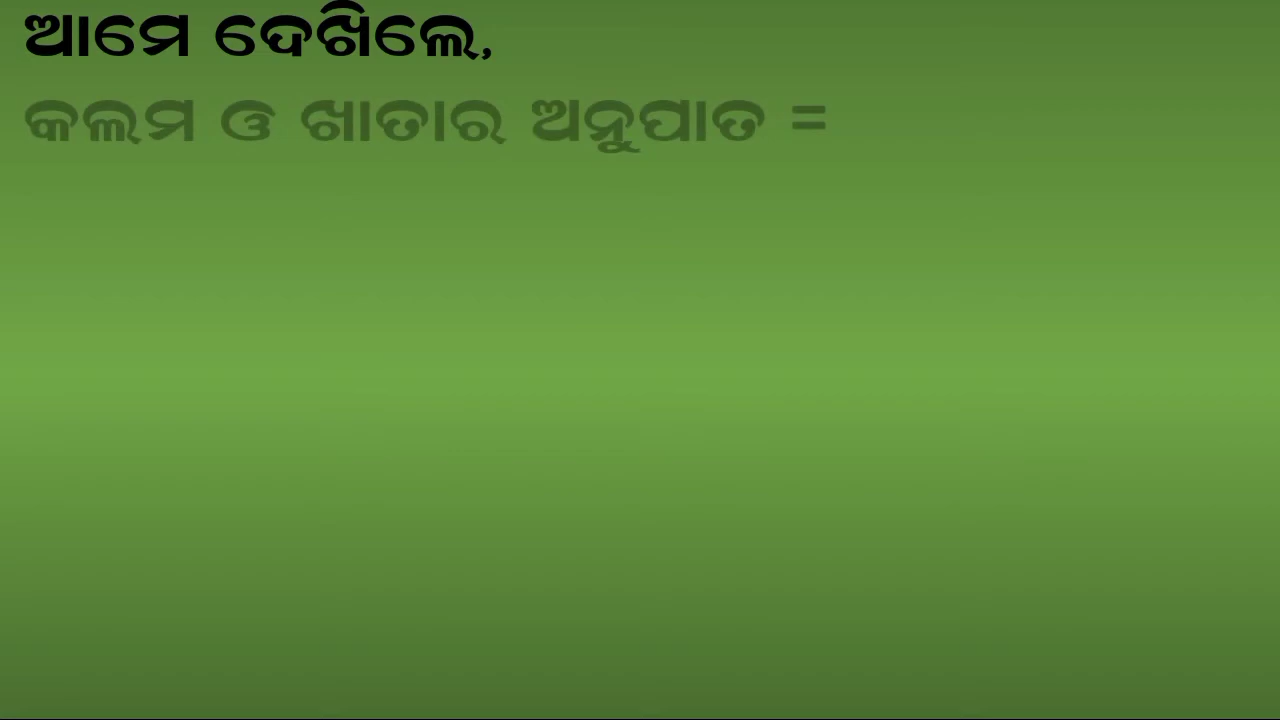 ଆମେ ଦେଖିଲେ,
କଲମ ଓ ଖାତାର ଅନୁପାତ =